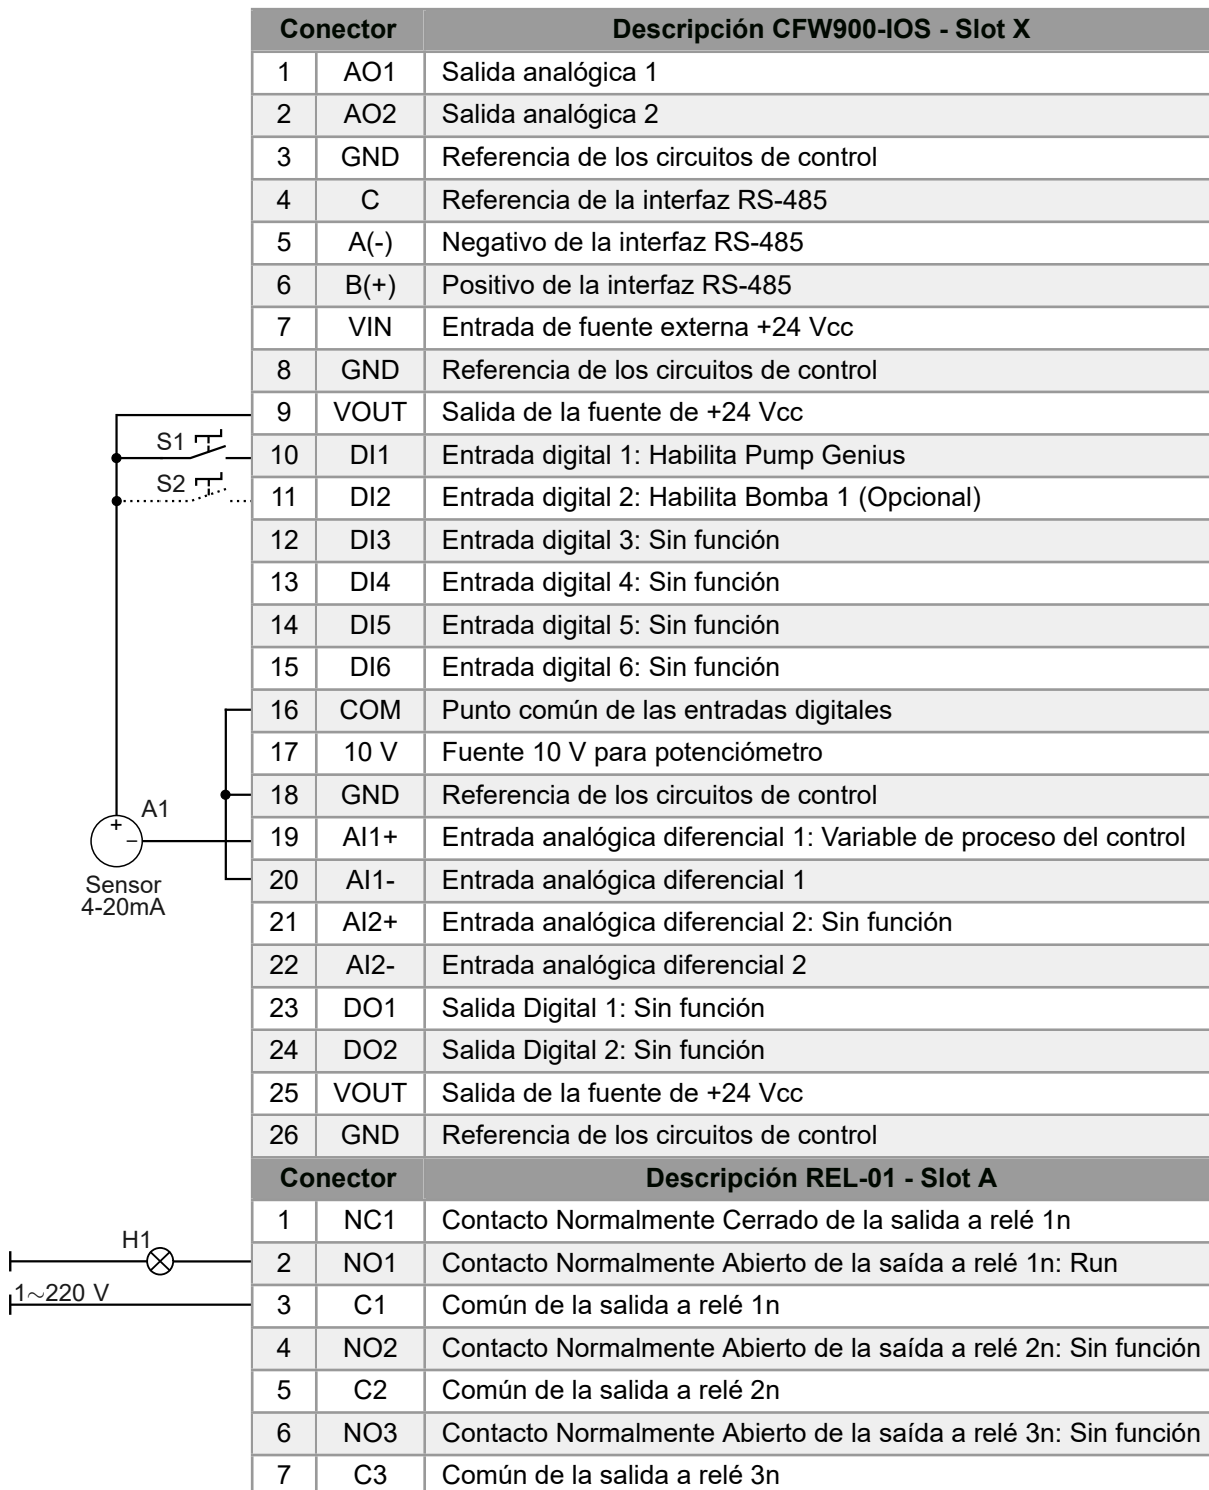 Conector Descripción CFW900-IOS - Slot X
1 AO1 Salida analógica 1
2 AO2 Salida analógica 2
3 GND Referencia de los circuitos de control
4 C Referencia de la interfaz RS-485
5 A(-) Negativo de la interfaz RS-485
6 B(+) Positivo de la interfaz RS-485
7 VIN Entrada de fuente externa +24 Vcc
8 GND Referencia de los circuitos de control
9 VOUT Salida de la fuente de +24 Vcc
S1 10 DI1 Entrada digital 1: Habilita Pump Genius
S2 11 DI2 Entrada digital 2: Habilita Bomba 1 (Opcional)
12 DI3 Entrada digital 3: Sin función
13 DI4 Entrada digital 4: Sin función
14 DI5 Entrada digital 5: Sin función
15 DI6 Entrada digital 6: Sin función
16 COM Punto común de las entradas digitales
17 10 V Fuente 10 V para potenciómetro
A1 18 GND Referencia de los circuitos de control
+ − 19 AI1+ Entrada analógica diferencial 1: Variable de proceso del control
Sensor 20 AI1- Entrada analógica diferencial 1
4-20mA 21 AI2+ Entrada analógica diferencial 2: Sin función
22 AI2- Entrada analógica diferencial 2
23 DO1 Salida Digital 1: Sin función
24 DO2 Salida Digital 2: Sin función
25 VOUT Salida de la fuente de +24 Vcc
26 GND Referencia de los circuitos de control
Conector Descripción REL-01 - Slot A
1 NC1 Contacto Normalmente Cerrado de la salida a relé 1n
H1 2 NO1 Contacto Normalmente Abierto de la saída a relé 1n: Run
1~220 V 3 C1 Común de la salida a relé 1n
4 NO2 Contacto Normalmente Abierto de la saída a relé 2n: Sin función
5 C2 Común de la salida a relé 2n
6 NO3 Contacto Normalmente Abierto de la saída a relé 3n: Sin función
7 C3 Común de la salida a relé 3n